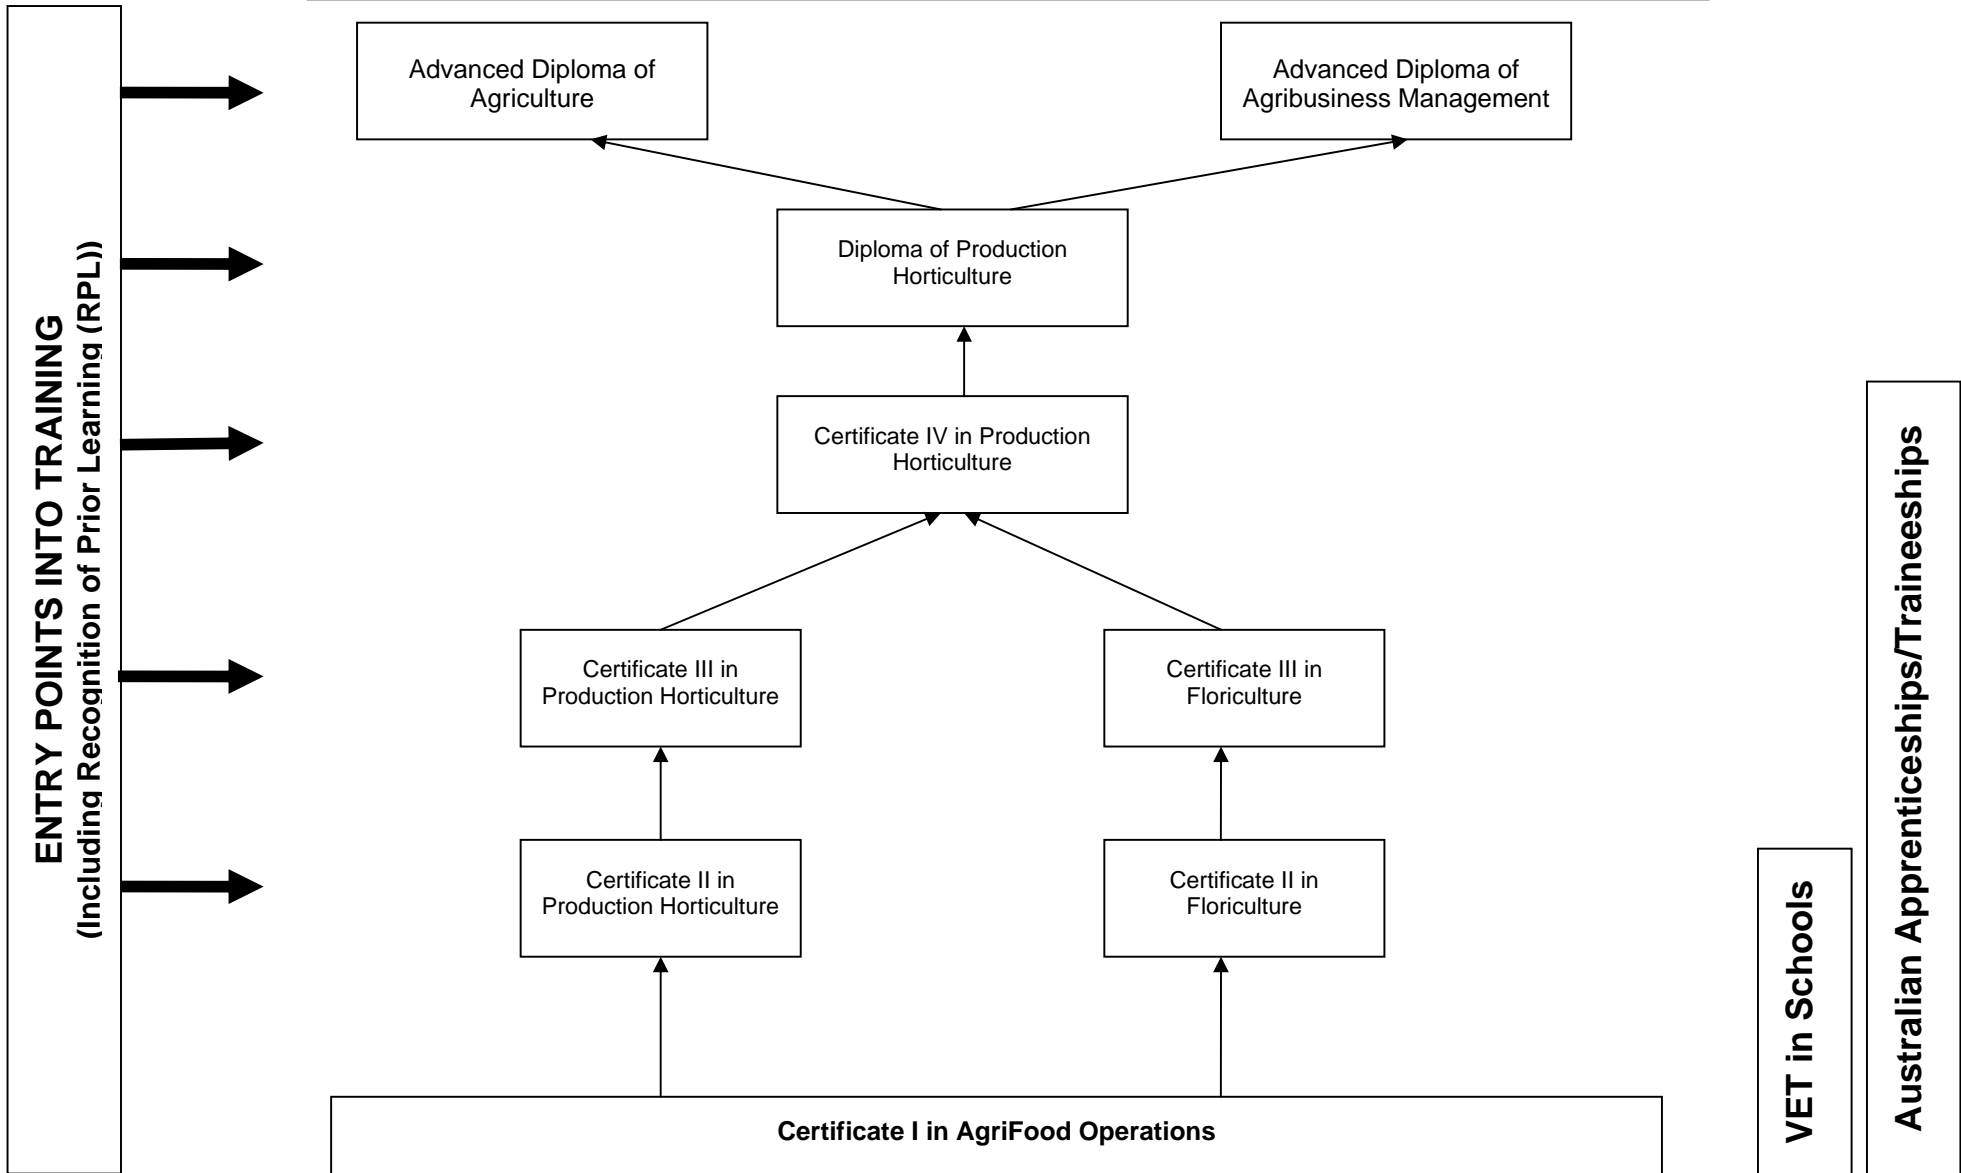 ENTRY POINTS INTO TRAINING
(Including Recognition of Prior Learning (RPL))
Advanced Diploma of
Agriculture
Advanced Diploma of
Agribusiness Management
Diploma of Production
Horticulture
Certificate IV in Production
Horticulture
Certificate III in
Production Horticulture
Certificate III in
Floriculture
Certificate II in
Production Horticulture
Certificate II in
Floriculture
Certificate I in AgriFood Operations
VET in Schools
Australian Apprenticeships/Traineeships